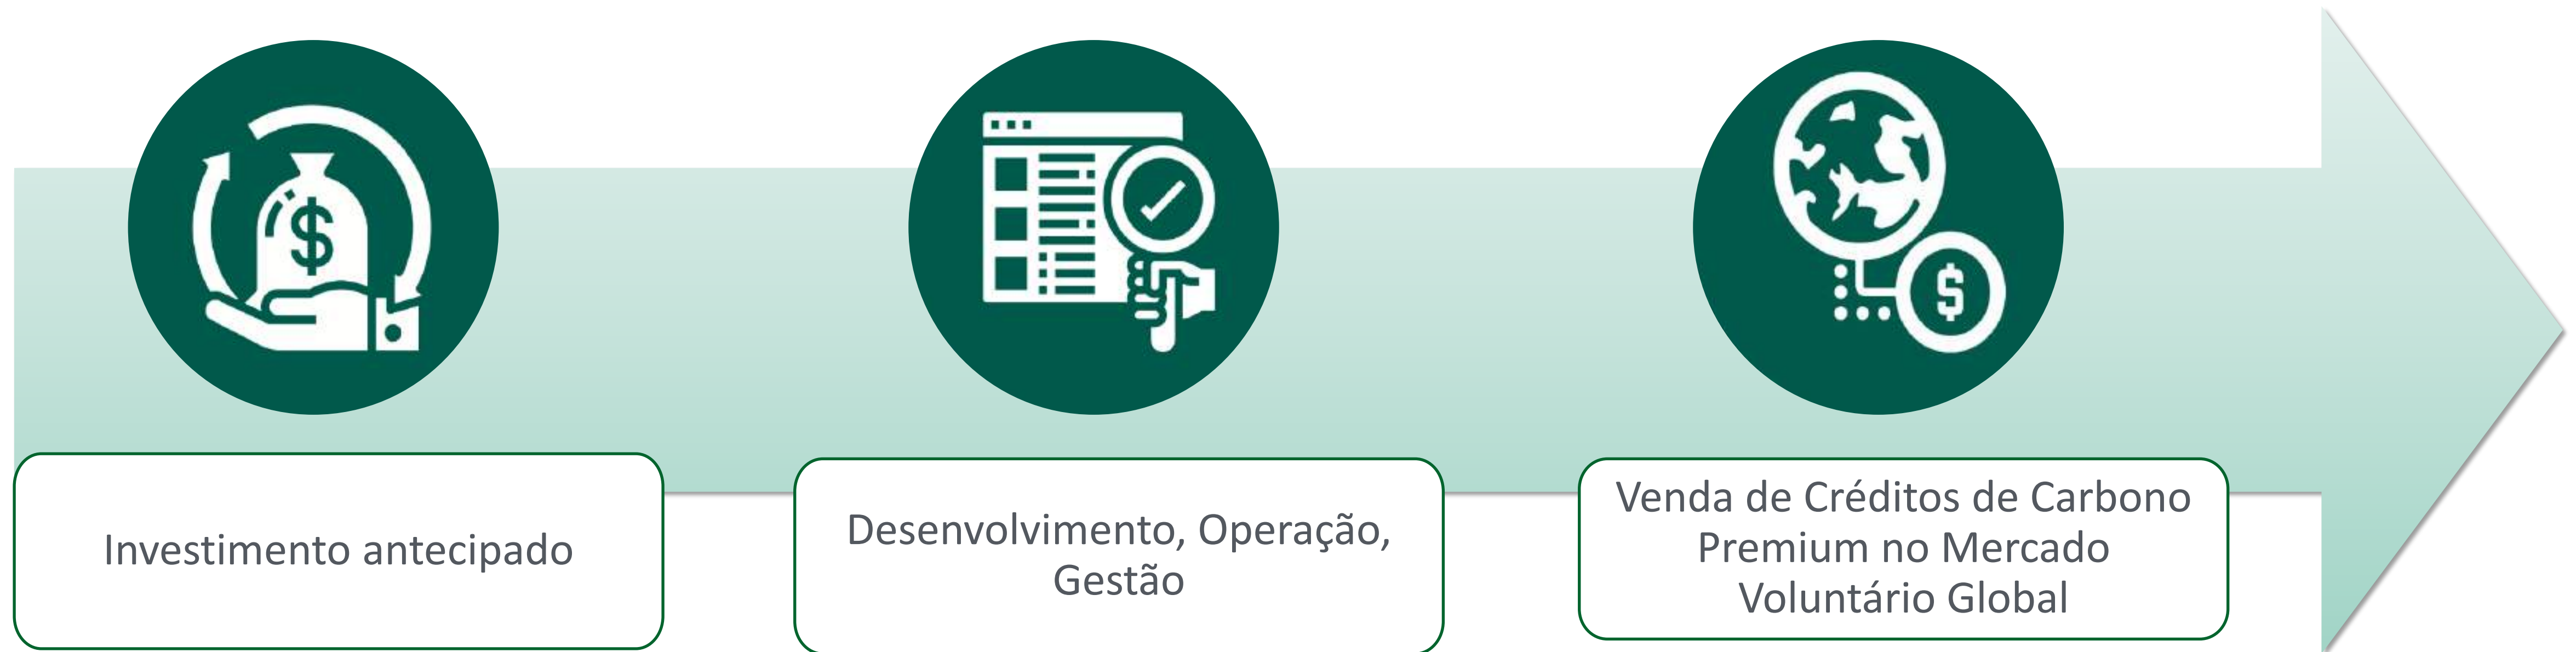 Investimento antecipado
Desenvolvimento, Operação,
Gestão
Venda de Créditos de Carbono
Premium no Mercado
Voluntário Global